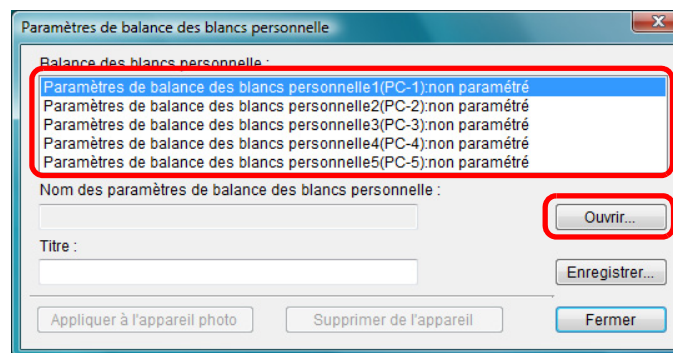 Paramètres de balance des blancs personnelle
Balance des blancs personnelle :
Paramètres de balance des blancs personnelle1(PC-1):non paramétré
Paramètres de balance des blancs personnelle2(PC-2):non paramétré
Paramètres de balance des blancs personnelle3(PC-3):non paramétré
Paramètres de balance des blancs personnelle4(PC-4):non paramétré
Paramètres de balance des blancs personnelle5(PC-5):non paramétré
Nom des paramètres de balance des blancs personnelle :
Ouvrir...
Titre :
Enregistrer...
Appliquer à l'appareil photo Supprimer de l'appareil Fermer